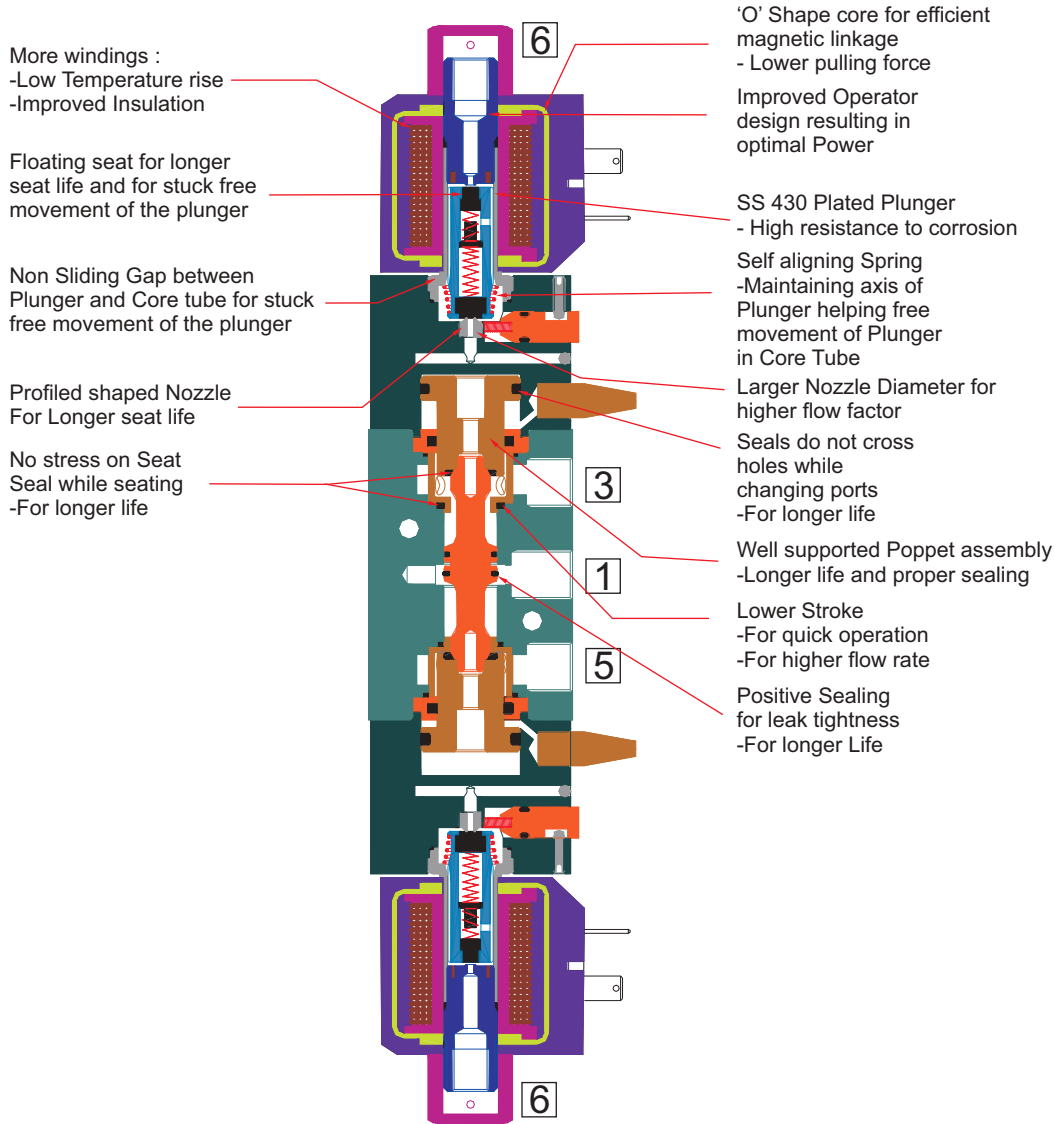 More windings :
-Low Temperature rise
-Improved Insulation
Floating seat for longer
seat life and for stuck free
movement of the plunger
Non Sliding Gap between
Plunger and Core tube for stuck
free movement of the plunger
Profiled shaped Nozzle
For Longer seat life
No stress on Seat
Seal while seating
-For longer life
6
3
1
5
6
‘O’ Shape core for efficient
magnetic linkage
- Lower pulling force
Improved Operator
design resulting in
optimal Power
SS 430 Plated Plunger
- High resistance to corrosion
Self aligning Spring
-Maintaining axis of
Plunger helping free
movement of Plunger
in Core Tube
Larger Nozzle Diameter for
higher flow factor
Seals do not cross
holes while
changing ports
-For longer life
Well supported Poppet assembly
-Longer life and proper sealing
Lower Stroke
-For quick operation
-For higher flow rate
Positive Sealing
for leak tightness
-For longer Life